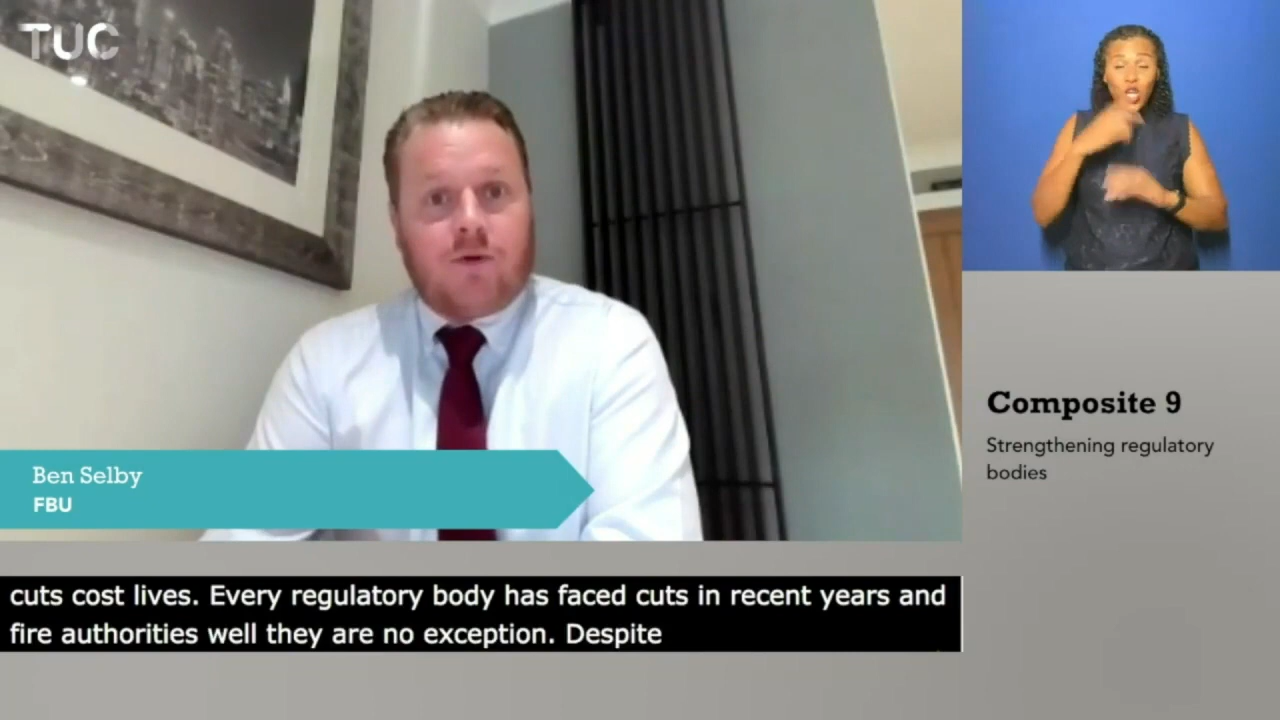 TUC
Ben Selby
FBU
Composite 9
Strengthening regulatory
bodies
cuts cost lives. Every regulatory body has faced cuts in recent years and
fire authorities well they are no exception. Despite